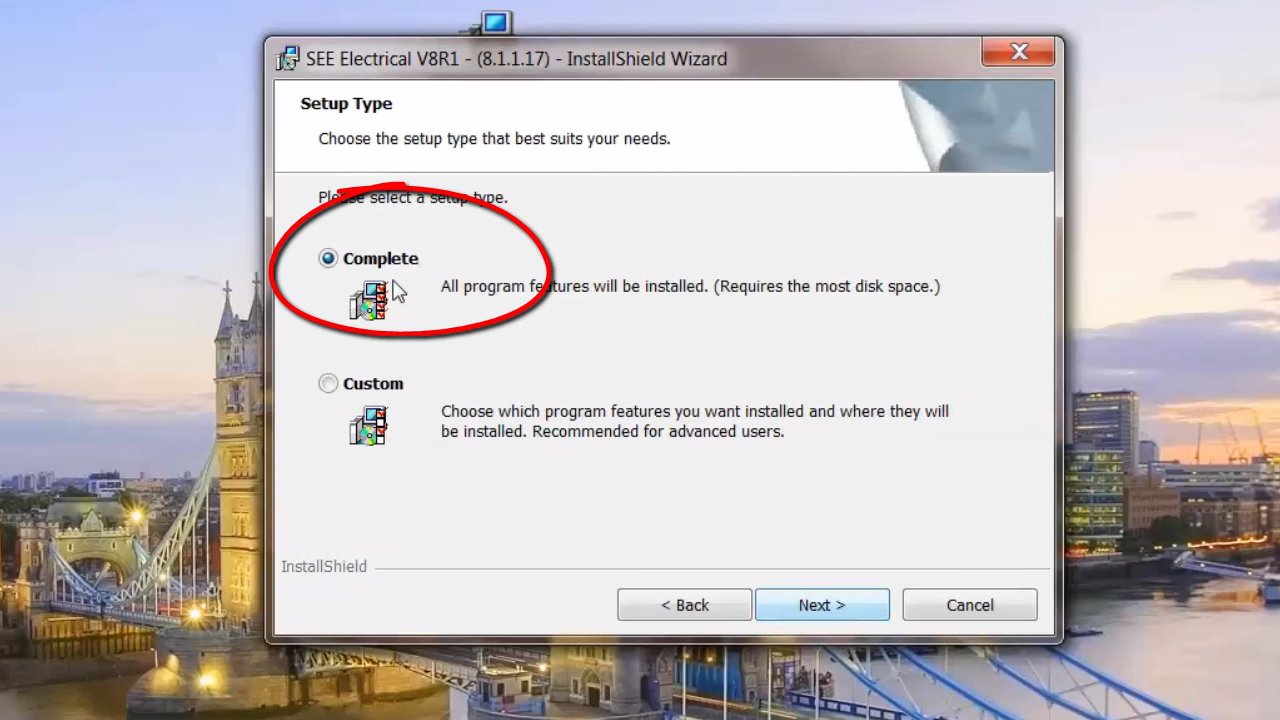 SEE Electrical V8R1 - (8.1.1.17) - InstallShield Wizard
Setup Type
Choose the setup type that best suits your needs.
Please select a setup type.
Complete
All program features will be installed. (Requires the most disk space.)
Custom
Choose which program features you want installed and where they will
be installed. Recommended for advanced users.
InstallShield
< Back
Next >
Cancel